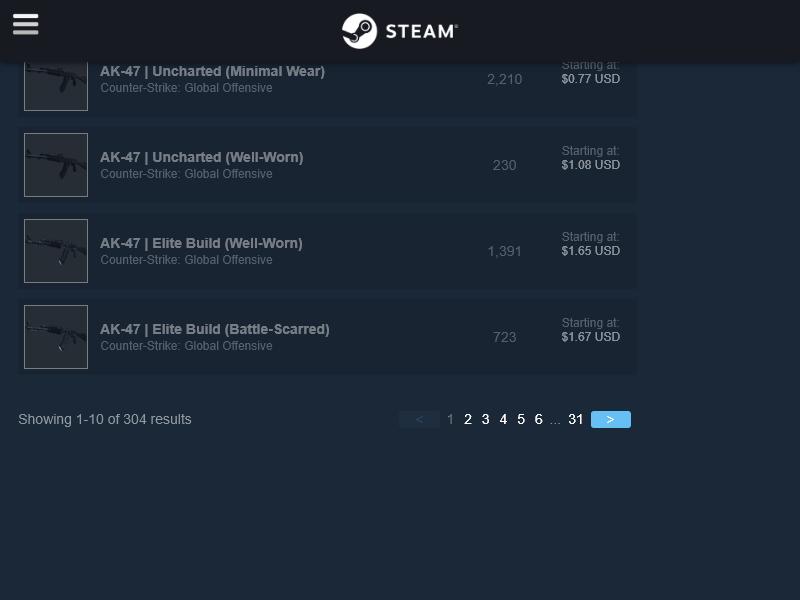 STEAM
AK-47 | Uncharted (Minimal Wear)
Counter-Strike: Global Offensive
2,210
Starting at:
$0.77 USD
AK-47 | Uncharted (Well-Worn)
Counter-Strike: Global Offensive
230
Starting at:
$1.08 USD
AK-47 | Elite Build (Well-Worn)
Counter-Strike: Global Offensive
1,391
Starting at:
$1.65 USD
AK-47 | Elite Build (Battle-Scarred)
Counter-Strike: Global Offensive
723
Starting at:
$1.67 USD
Showing 1-10 of 304 results
< 1 2 3 4 5 6 ... 31 >